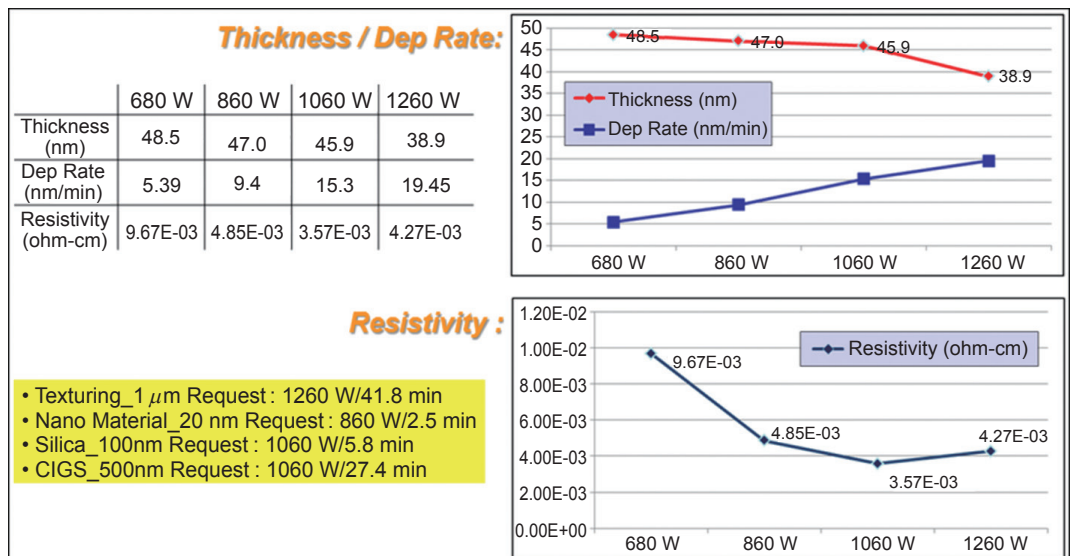 Thickness / Dep Rate:
680 W 860 W 1060 W 1260 W
Thickness (nm) 48.5 47.0 45.9 38.9
Dep Rate (nm/min) 5.39 9.4 15.3 19.45
Resistivity (ohm-cm) 9.67E-03 4.85E-03 3.57E-03 4.27E-03
50
45
40
35
30
25
20
15
10
5
0
48.5
47.0
45.9
38.9
Thickness (nm)
Dep Rate (nm/min)
680 W 860 W 1060 W 1260 W
Resistivity :
• Texturing_1 μm Request : 1260 W/41.8 min
• Nano Material_20 nm Request : 860 W/2.5 min
• Silica_100nm Request : 1060 W/5.8 min
• CIGS_500nm Request : 1060 W/27.4 min
1.20E-02
1.00E-02
8.00E-03
6.00E-03
4.00E-03
2.00E-03
0.00E+00
Resistivity (ohm-cm)
9.67E-03
4.85E-03
3.57E-03
4.27E-03
680 W 860 W 1060 W 1260 W